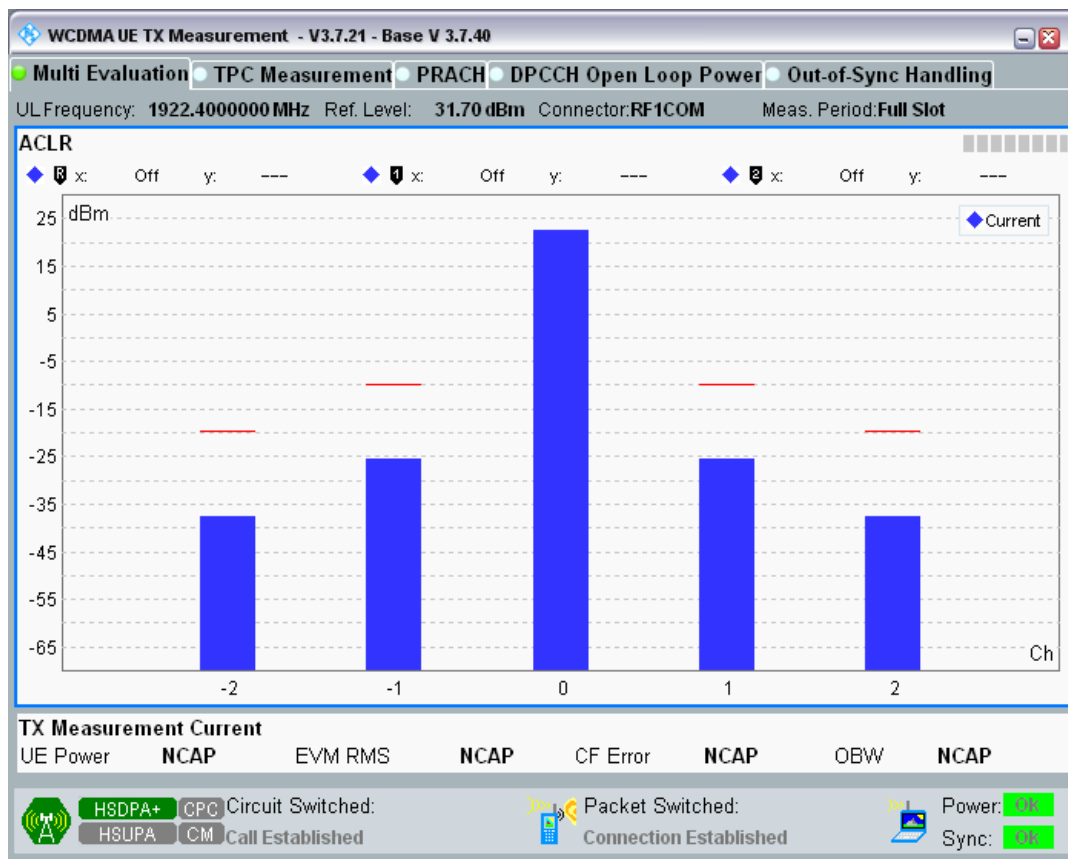 WCDMA UE TX Measurement - V3.7.21 - Base V 3.7.40
Multi Evaluation TPC Measurement PRACH DPCCH Open Loop Power Out-of-Sync Handling
UL Frequency: 1922.4000000 MHz Ref. Level: 31.70 dBm Connector:RF1COM Meas. Period:Full Slot
ACLR
R x: Off y: --- 1 x: Off y: --- 2 x: Off y: ---
25 dBm
Current
15
5
-5
-15
-25
-35
-45
-55
-65
Ch
-2 -1 0 1 2
TX Measurement Current
UE Power NCAP EVM RMS NCAP CF Error NCAP OBW NCAP
HSDPA+ CPC Circuit Switched: Packet Switched: Power: OK
HSUPA CM Call Established Connection Established Sync: OK